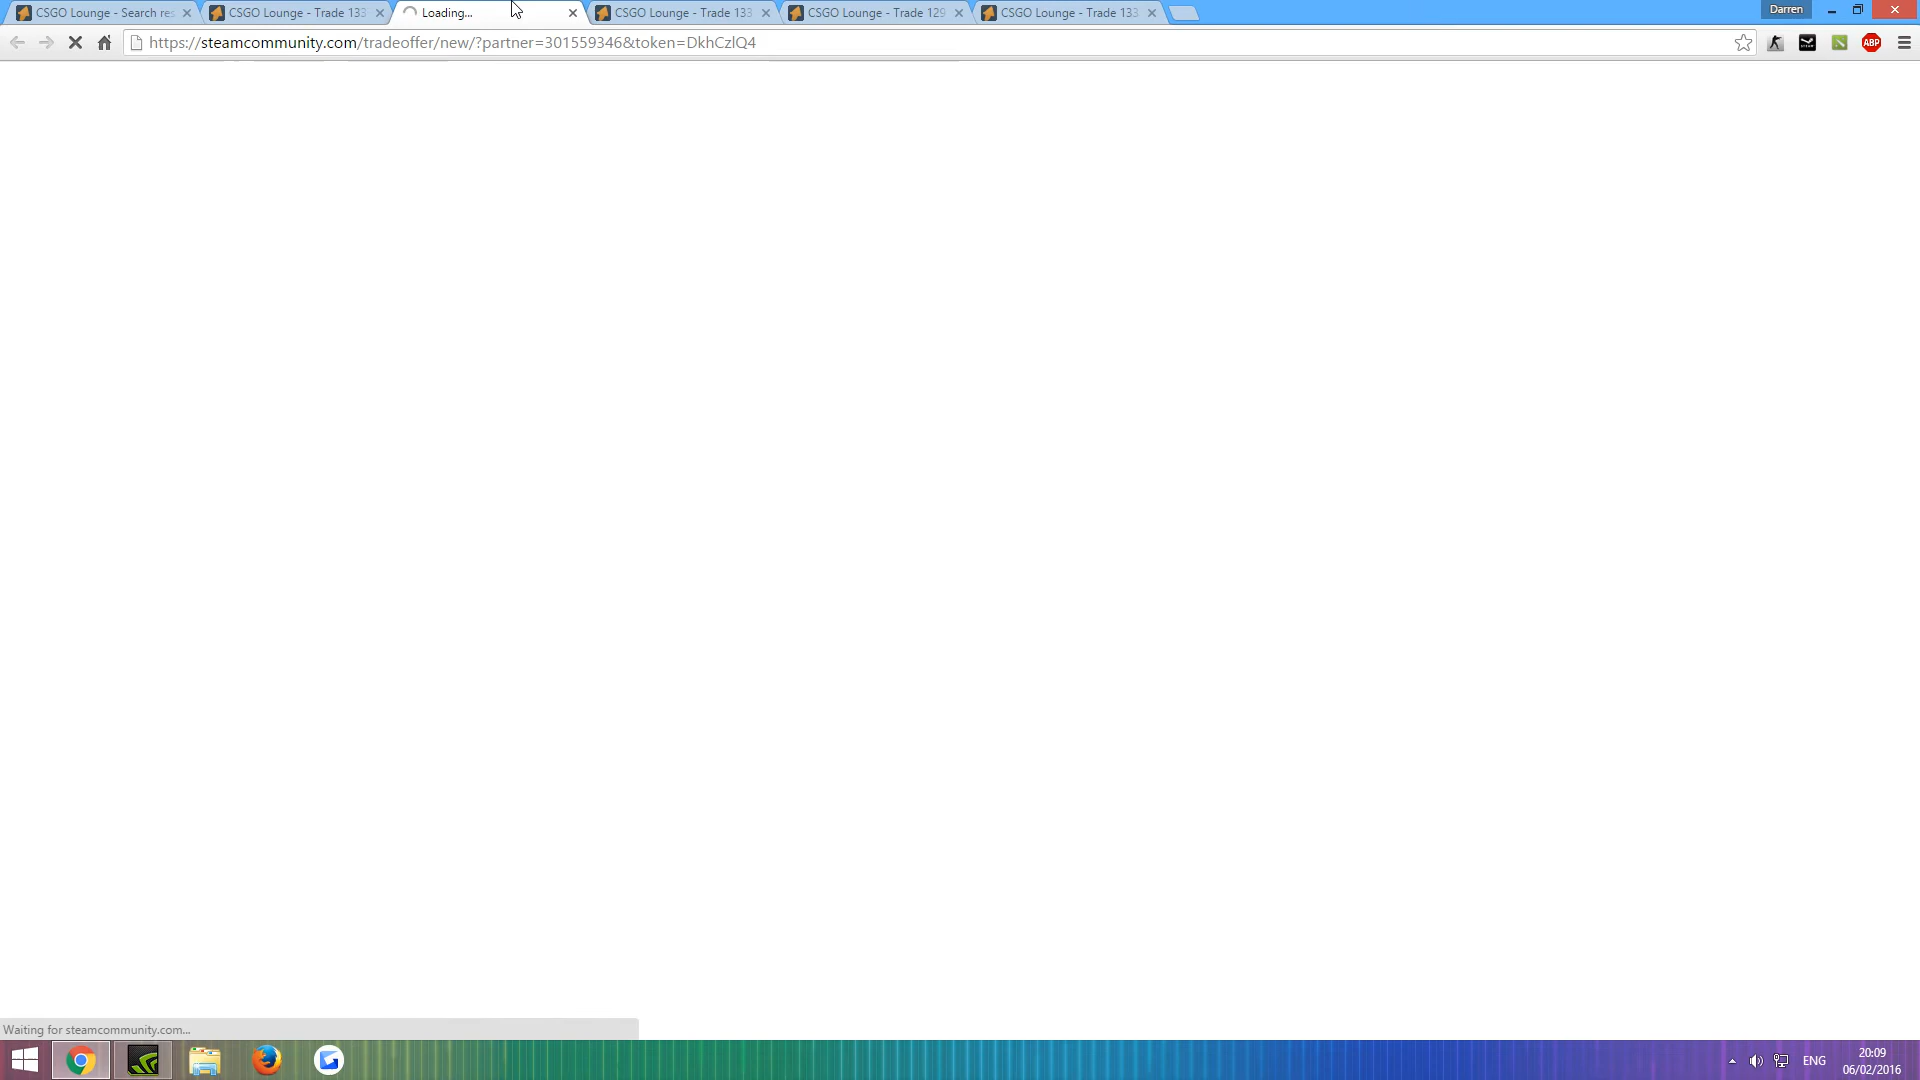 CSGO Lounge - Search res
CSGO Lounge - Trade 133
Loading...
CSGO Lounge - Trade 133
CSGO Lounge - Trade 129
CSGO Lounge - Trade 133
Darren
https://steamcommunity.com/tradeoffer/new/?partner=301559346&token=DkhCzlQ4
ABP
Waiting for steamcommunity.com...
ENG
20:09
06/02/2016